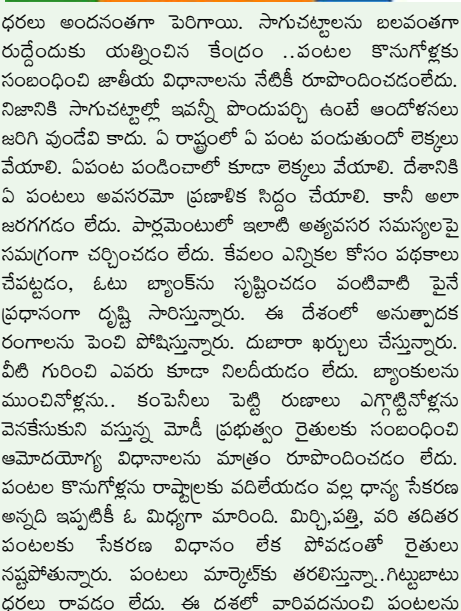 ధరలు అందనంతగా పెరిగాయి. సాగుచట్టాలను బలవంతగా
రుద్దేందుకు యత్నించిన కేంద్రం ..పంటల కొనుగోళ్లకు
సంబంధించి జాతీయ విధానాలను నేటికీ రూపొందించడంలేదు.
నిజానికి సాగుచట్టాల్లో ఇవన్నీ పొందుపర్చి ఉంటే ఆందోళనలు
జరిగి వుండేవి కాదు. ఏ రాష్ట్రంలో ఏ పంట పండుతుందో లెక్కలు
వేయాలి. ఏపంట పండించాలో కూడా లెక్కలు వేయాలి. దేశానికి
ఏ పంటలు అవసరమో ప్రణాళిక సిద్దం చేయాలి. కానీ అలా
జరగగడం లేదు. పార్లమెంటులో ఇలాటి అత్యవసర సమస్యలపై
సమగ్రంగా చర్చించడం లేదు. కేవలం ఎన్నికల కోసం పథకాలు
చేపట్టడం, ఓటు బ్యాంక్‌ను సృష్టించడం వంటివాటి పైనే
ప్రధానంగా దృష్టి సారిస్తున్నారు. ఈ దేశంలో అనుత్పాదక
రంగాలను పెంచి పోషిస్తున్నారు. దుబారా ఖర్చులు చేస్తున్నారు.
వీటి గురించి ఎవరు కూడా నిలదీయడం లేదు. బ్యాంకులను
ముంచినోళ్లను.. కంపెనీలు పెట్టి రుణాలు ఎగ్గొట్టినోళ్లను
వెనకేసుకుని వస్తున్న మోడీ ప్రభుత్వం రైతులకు సంబంధించి
ఆమోదయోగ్య విధానాలను మాత్రం రూపొందించడం లేదు.
పంటల కొనుగోళ్లను రాష్ట్రాలకు వదిలేయడం వల్ల ధాన్య సేకరణ
అన్నది ఇప్పటికీ ఓ మిధ్యగా మారింది. మిర్చి,పత్తి, వరి తదితర
పంటలకు సేకరణ విధానం లేక పోవడంతో రైతులు
నష్టపోతున్నారు. పంటలు మార్కెట్‌కు తరలిస్తున్నా..గిట్టుబాటు
ధరలు రావడం లేదు. ఈ దశలో వారివదనుంచి పంటలను